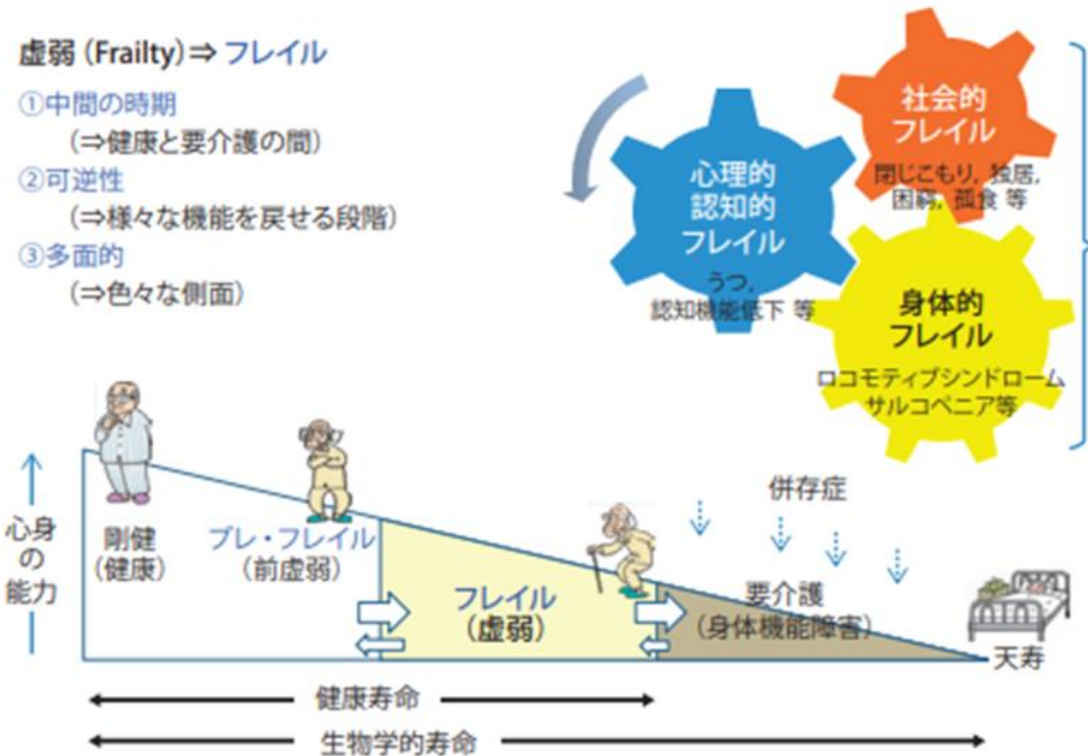 虚弱（Frailty）⇒ フレイル
①中間の時期
（⇒健康と要介護の間）
②可逆性
（⇒様々な機能を戻せる段階）
③多面的
（⇒色々な側面）
社会的
フレイル
閉じこもり，独居，
困窮，孤食 等
心理的
認知的
フレイル
うつ，
認知機能低下 等
身体的
フレイル
ロコモティブシンドローム
サルコペニア等
心身
の
能力
剛健
（健康）
プレ・フレイル
（前虚弱）
フレイル
（虚弱）
併存症
要介護
（身体機能障害）
天寿
健康寿命
生物学的寿命